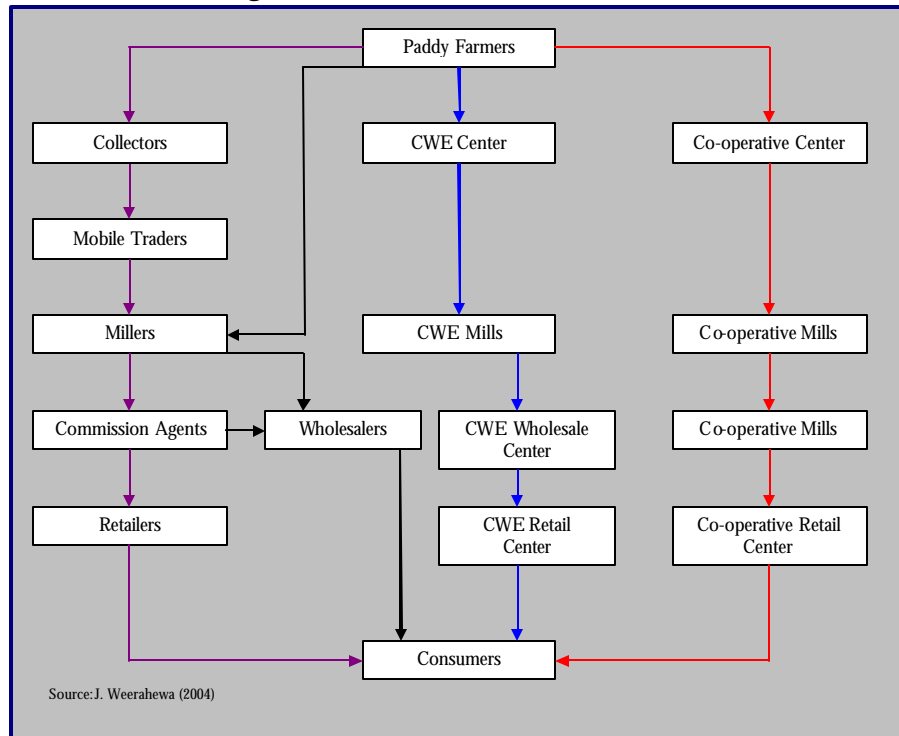 Paddy Farmers
Collectors
CWE Center
Co-operative Center
Mobile Traders
Millers
CWE Mills
Co-operative Mills
Commission Agents
Wholesalers
CWE Wholesale
Center
Co-operative Mills
Retailers
CWE Retail
Center
Co-operative Retail
Center
Consumers
Source:J. Weerahewa (2004)